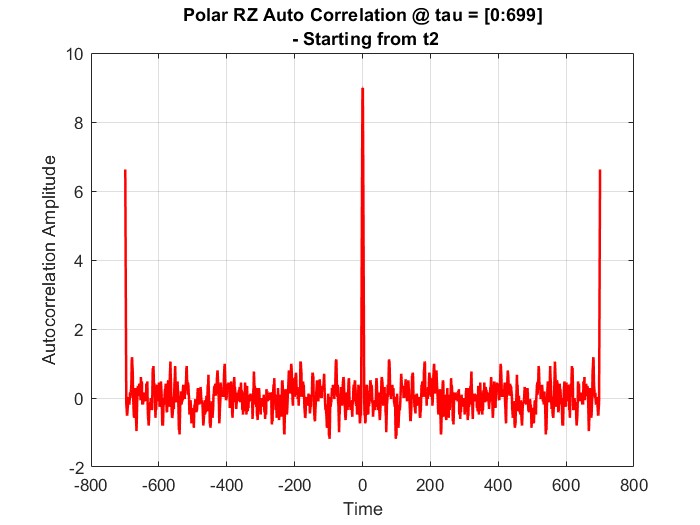 Polar RZ Auto Correlation @ tau = [0:699]
- Starting from t2
10
8
6
4
2
0
-2
Autocorrelation Amplitude
-800 -600 -400 -200 0 200 400 600 800
Time